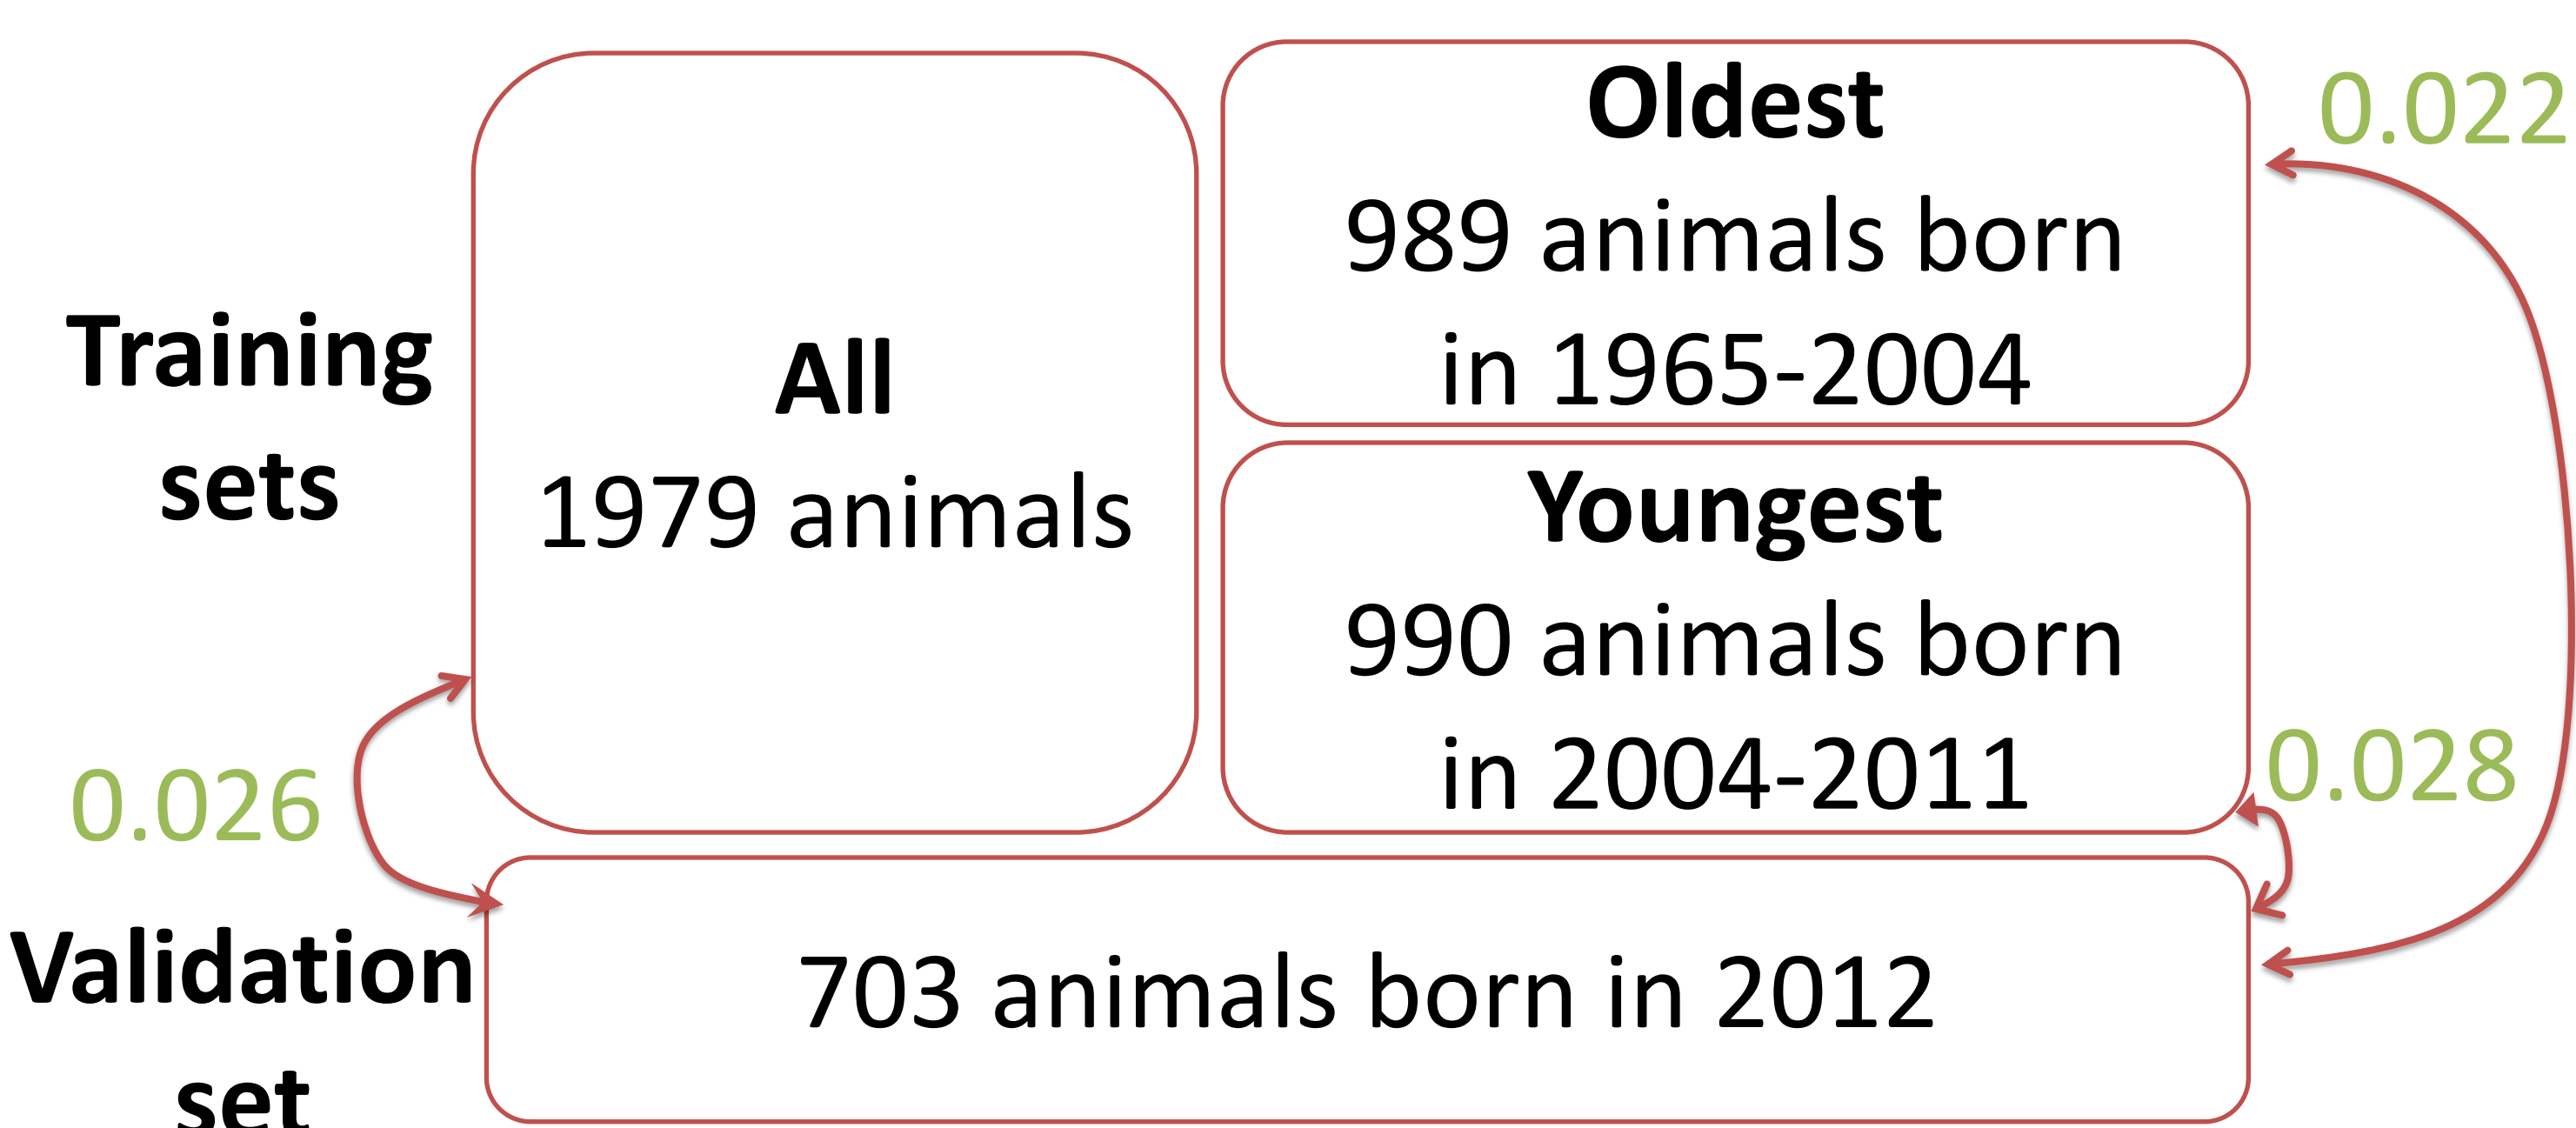 Training
sets
All
1979 animals
Oldest
989 animals born
in 1965-2004
0.022
Youngest
990 animals born
in 2004-2011
0.028
0.026
Validation
set
703 animals born in 2012